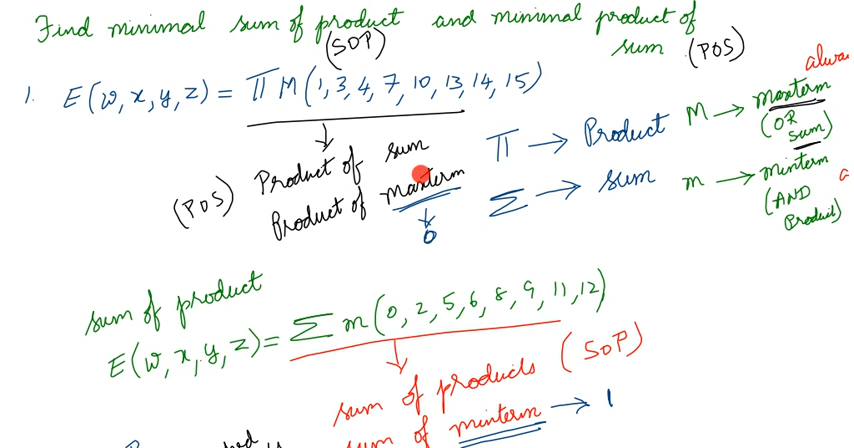 Find minimal sum of product and minimal product of
(SOP)
sum (POS)
1. E(w,x,y,z) = ΠM(1,3,4,7,10,13,14,15)
(POS) Product of sum
Product of maxterm
0
Π → Product
Σ → sum
M → maxterm
(OR
sum)
m → minterm
(AND
Product)
sum of product
E(w,x,y,z) = Σm(0,2,5,6,8,9,11,12)
sum of products (SOP)
sum of minterm → 1